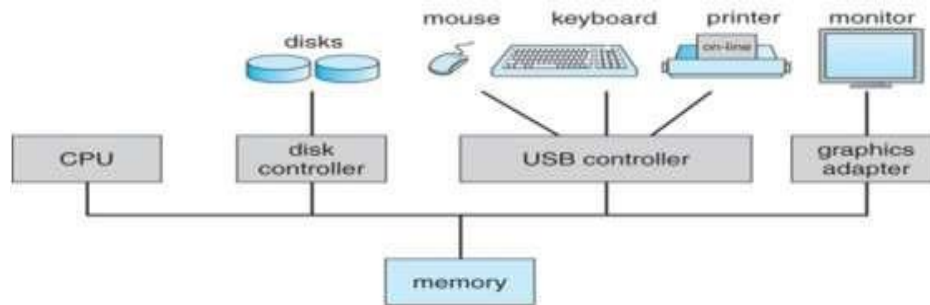 mouse
keyboard
printer
monitor
disks
on-line
CPU
disk
controller
USB controller
graphics
adapter
memory